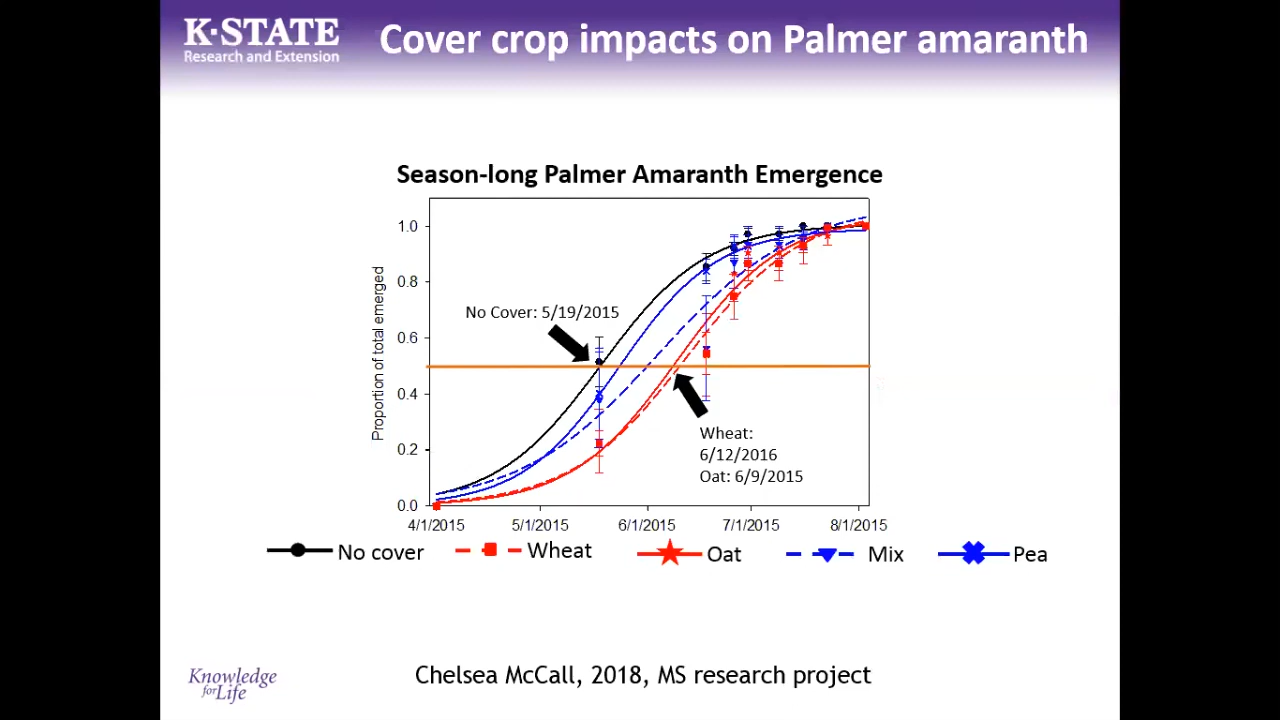 K-STATE
Research and Extension
Cover crop impacts on Palmer amaranth
Season-long Palmer Amaranth Emergence
Proportion of total emerged
1.0
0.8
0.6
0.4
0.2
0.0
No Cover: 5/19/2015
Wheat:
6/12/2016
Oat: 6/9/2015
4/1/2015 5/1/2015 6/1/2015 7/1/2015 8/1/2015
No cover Wheat Oat Mix Pea
Knowledge
for Life
Chelsea McCall, 2018, MS research project